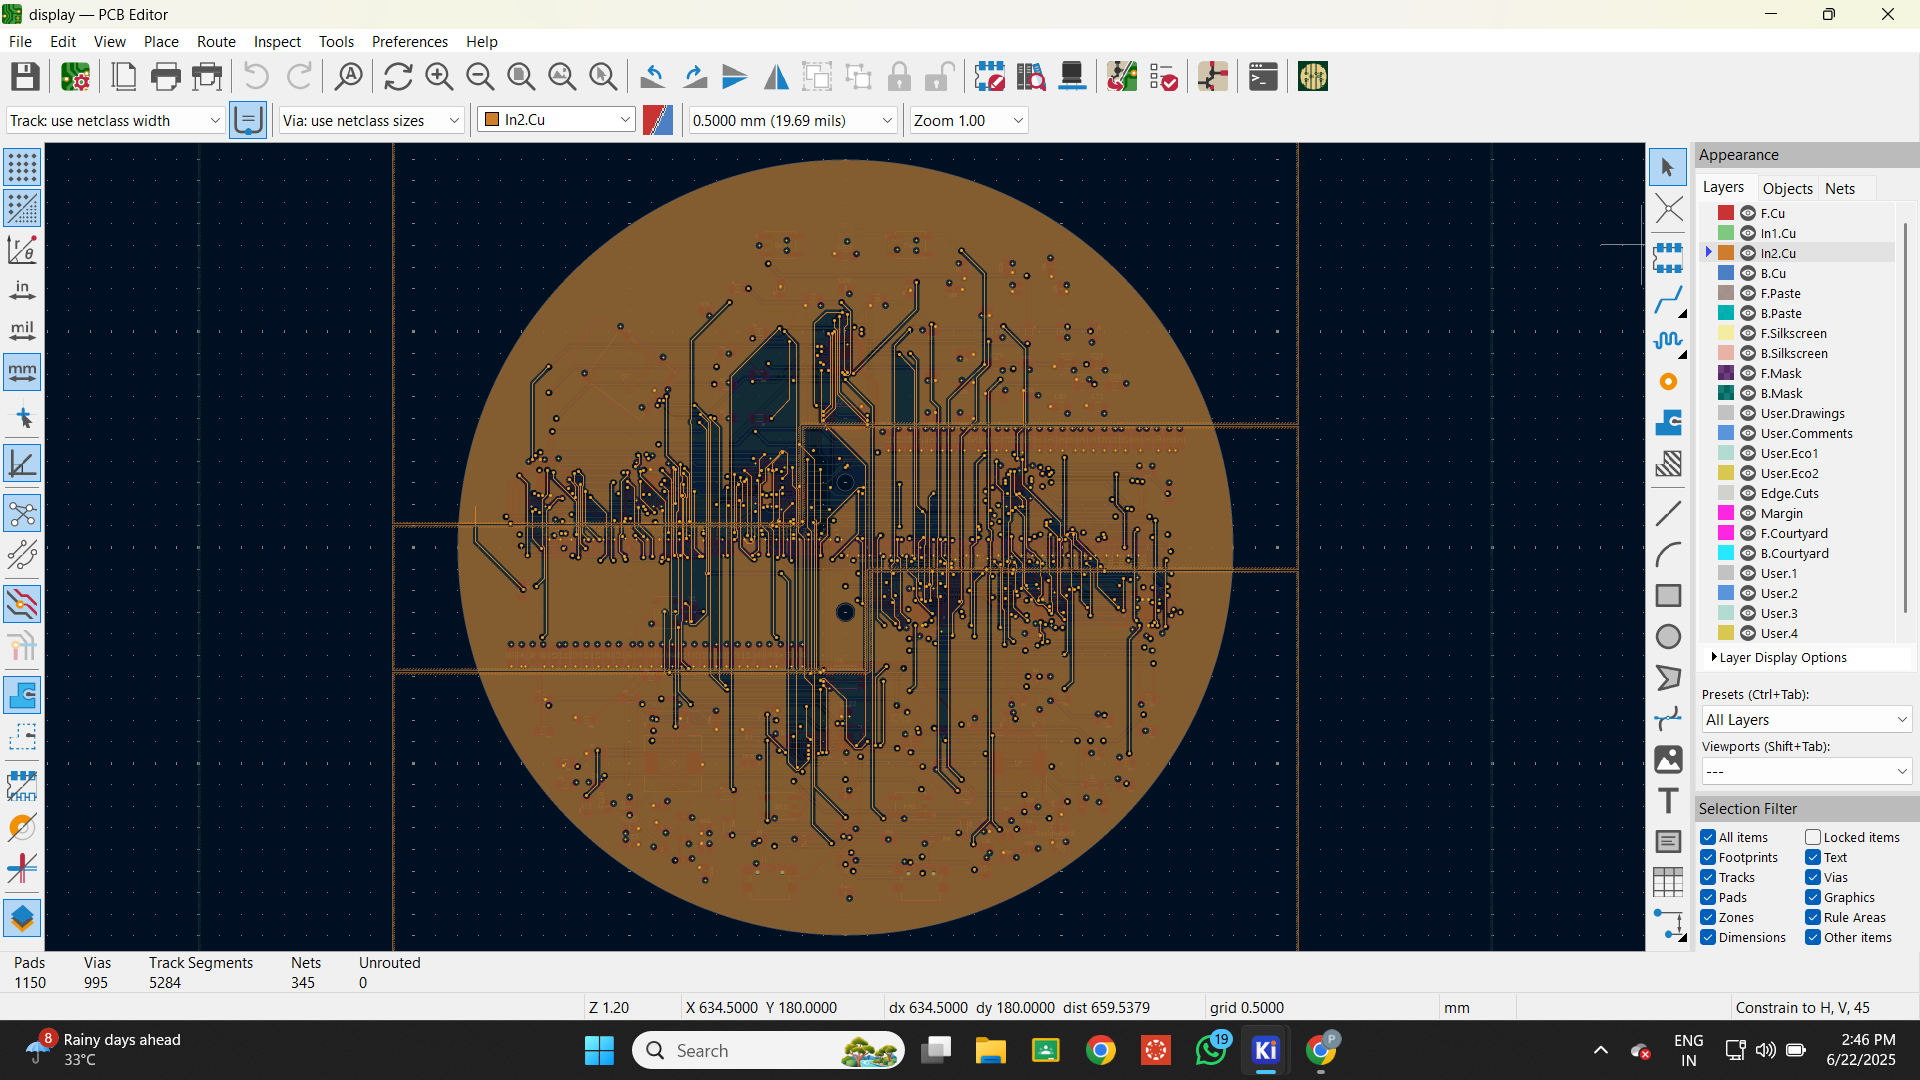 display — PCB Editor
File Edit View Place Route Inspect Tools Preferences Help
Track: use netclass width
Via: use netclass sizes
In2.Cu
0.5000 mm (19.69 mils)
Zoom 1.00
in
mil
mm
Appearance
Layers Objects Nets
F.Cu
In1.Cu
In2.Cu
B.Cu
F.Paste
B.Paste
F.Silkscreen
B.Silkscreen
F.Mask
B.Mask
User.Drawings
User.Comments
User.Eco1
User.Eco2
Edge.Cuts
Margin
F.Courtyard
B.Courtyard
User.1
User.2
User.3
User.4
Layer Display Options
Presets (Ctrl+Tab):
All Layers
Viewports (Shift+Tab):
---
Selection Filter
All items Locked items
Footprints Text
Tracks Vias
Pads Graphics
Zones Rule Areas
Dimensions Other items
Pads Vias Track Segments Nets Unrouted
1150 995 5284 345 0
Z 1.20 X 634.5000 Y 180.0000 dx 634.5000 dy 180.0000 dist 659.5379 grid 0.5000 mm Constrain to H, V, 45
8
Rainy days ahead
33°C
Search
19
Ki
P
ENG
IN
2:46 PM
6/22/2025